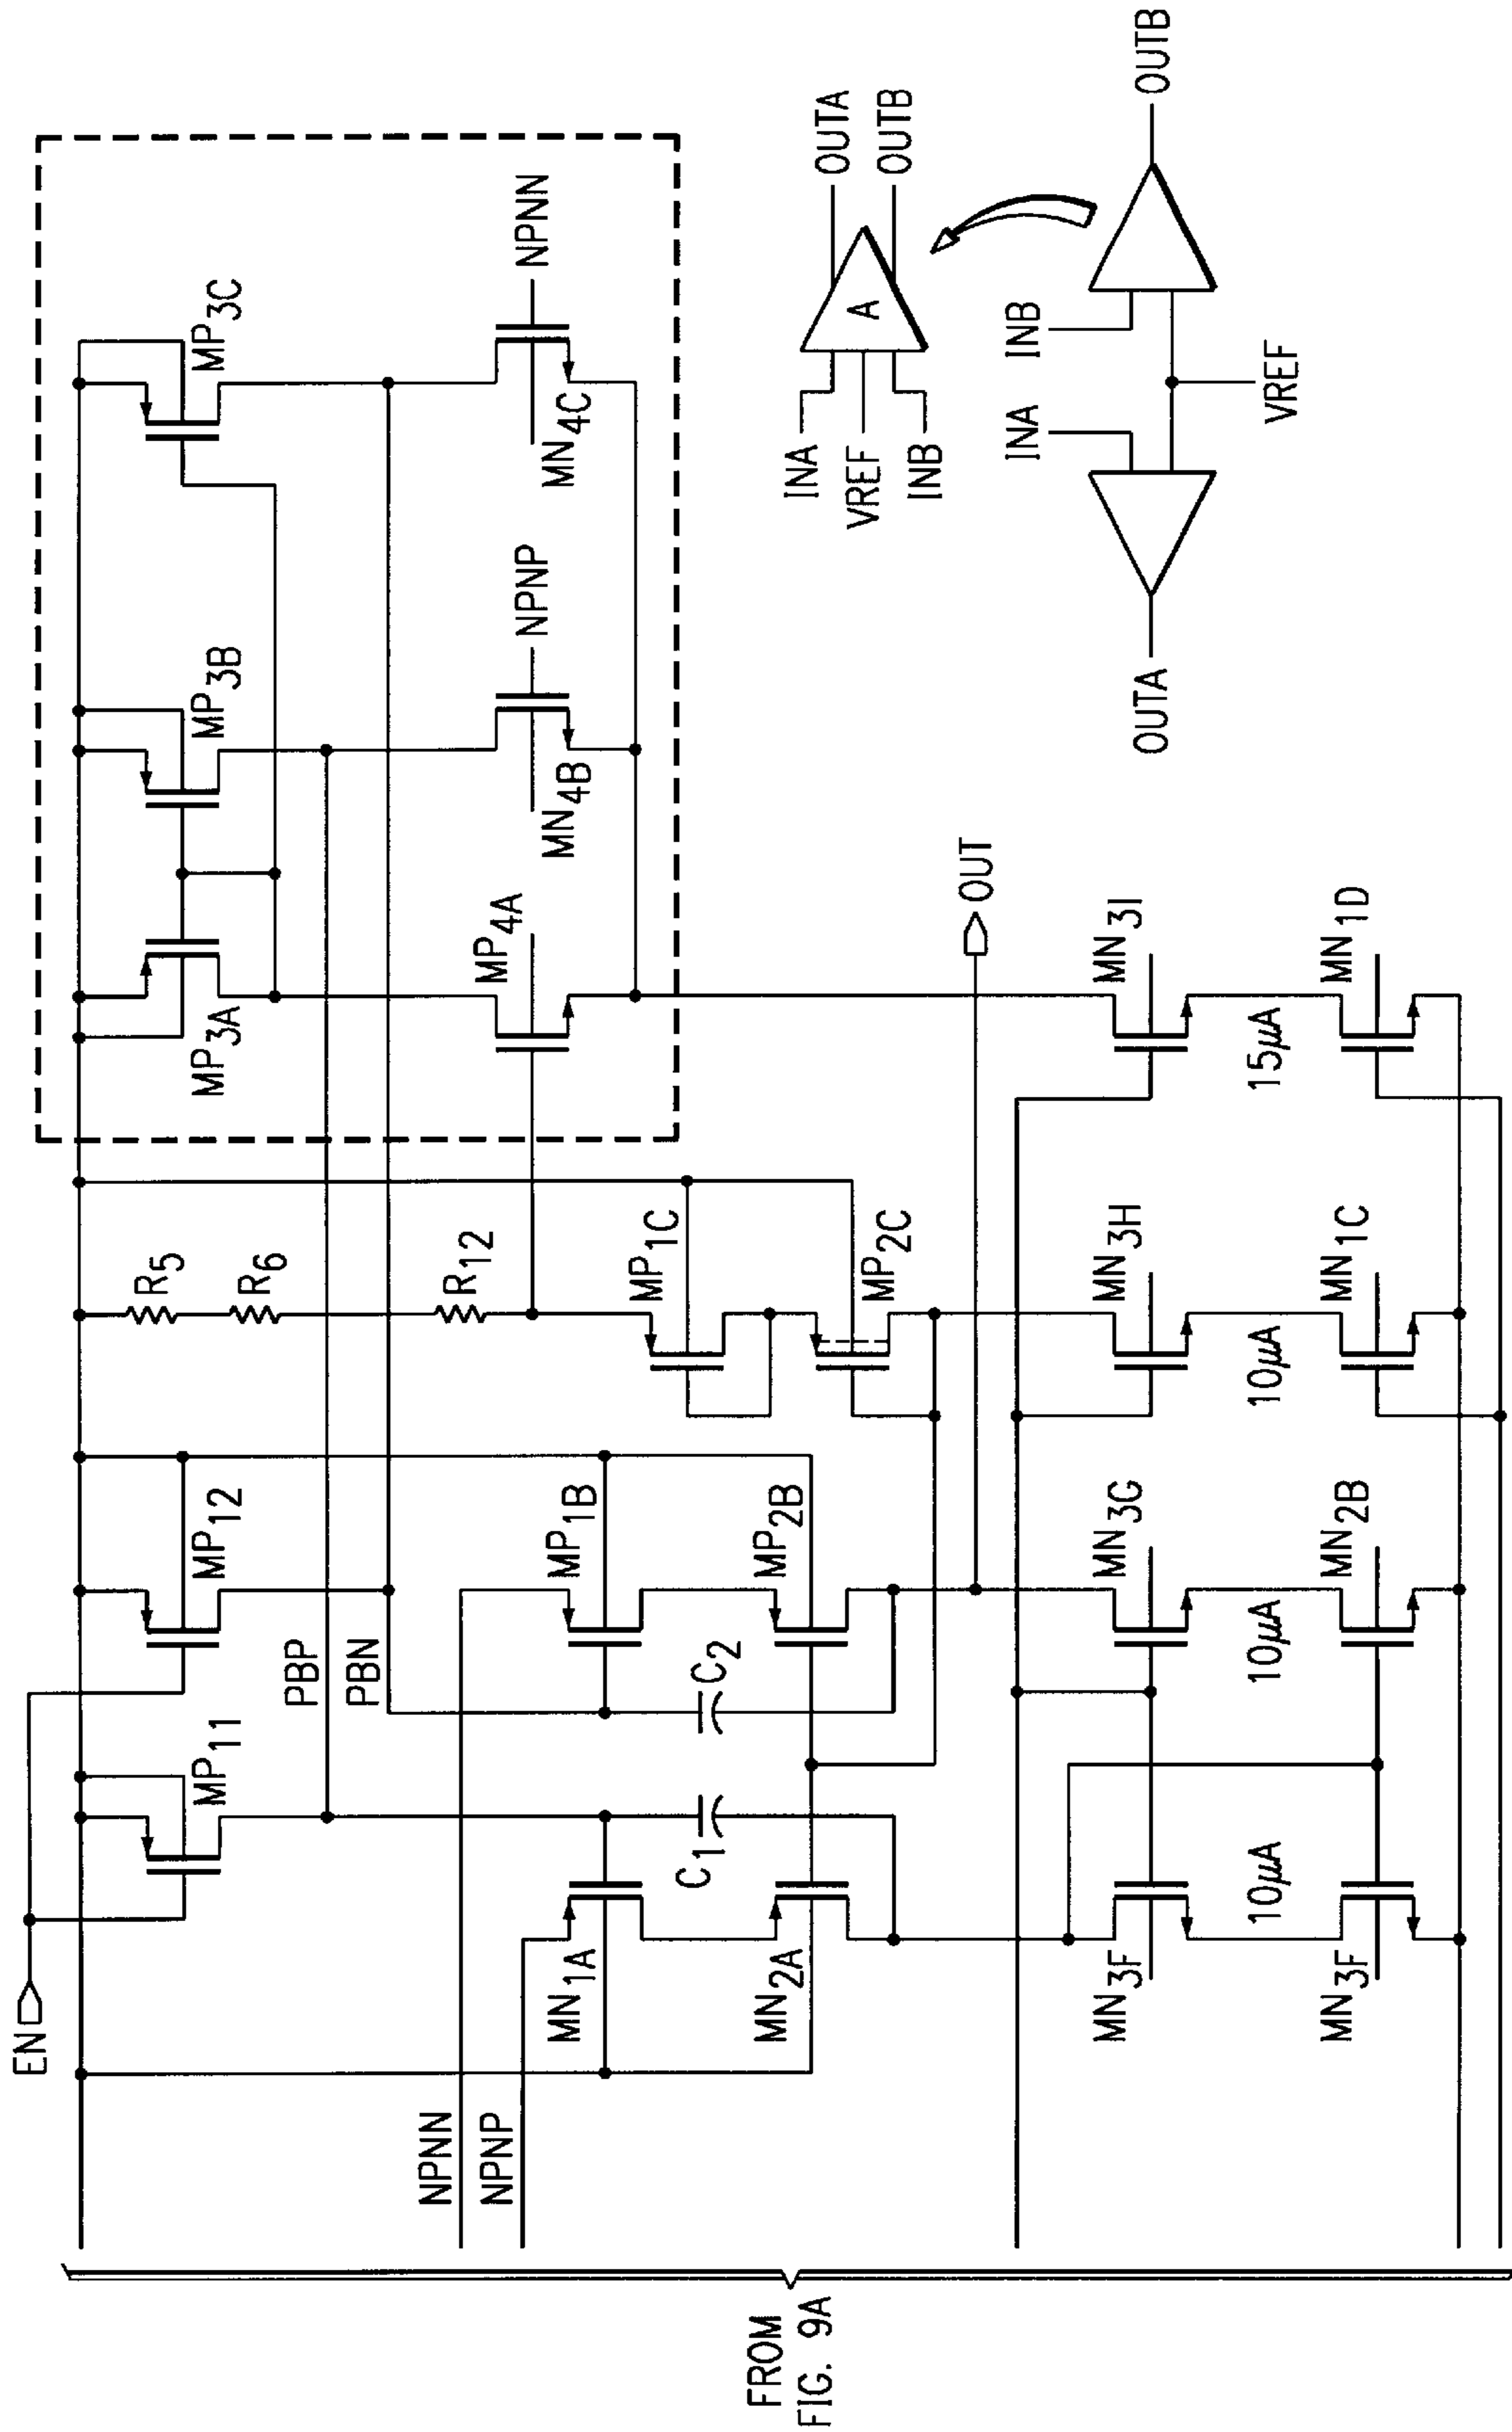 EN
MP11
MP12
R5
R6
R12
MP3A
MP3B
MP3C
PBP
PBN
NPNN
NPNP
MN1A
MN2A
C1
C2
MP1B
MP2B
MP1C
MP2C
MP4A
MN4B
NPNP
MN4C
NPNN
OUT
MN3F
10µA
MN3F
MN3G
10µA
MN2B
MN3H
10µA
MN1C
MN3I
15µA
MN1D
INA
VREF
INB
A
OUTA
OUTB
OUTA
INA
INB
VREF
OUTB
FROM
FIG. 9A